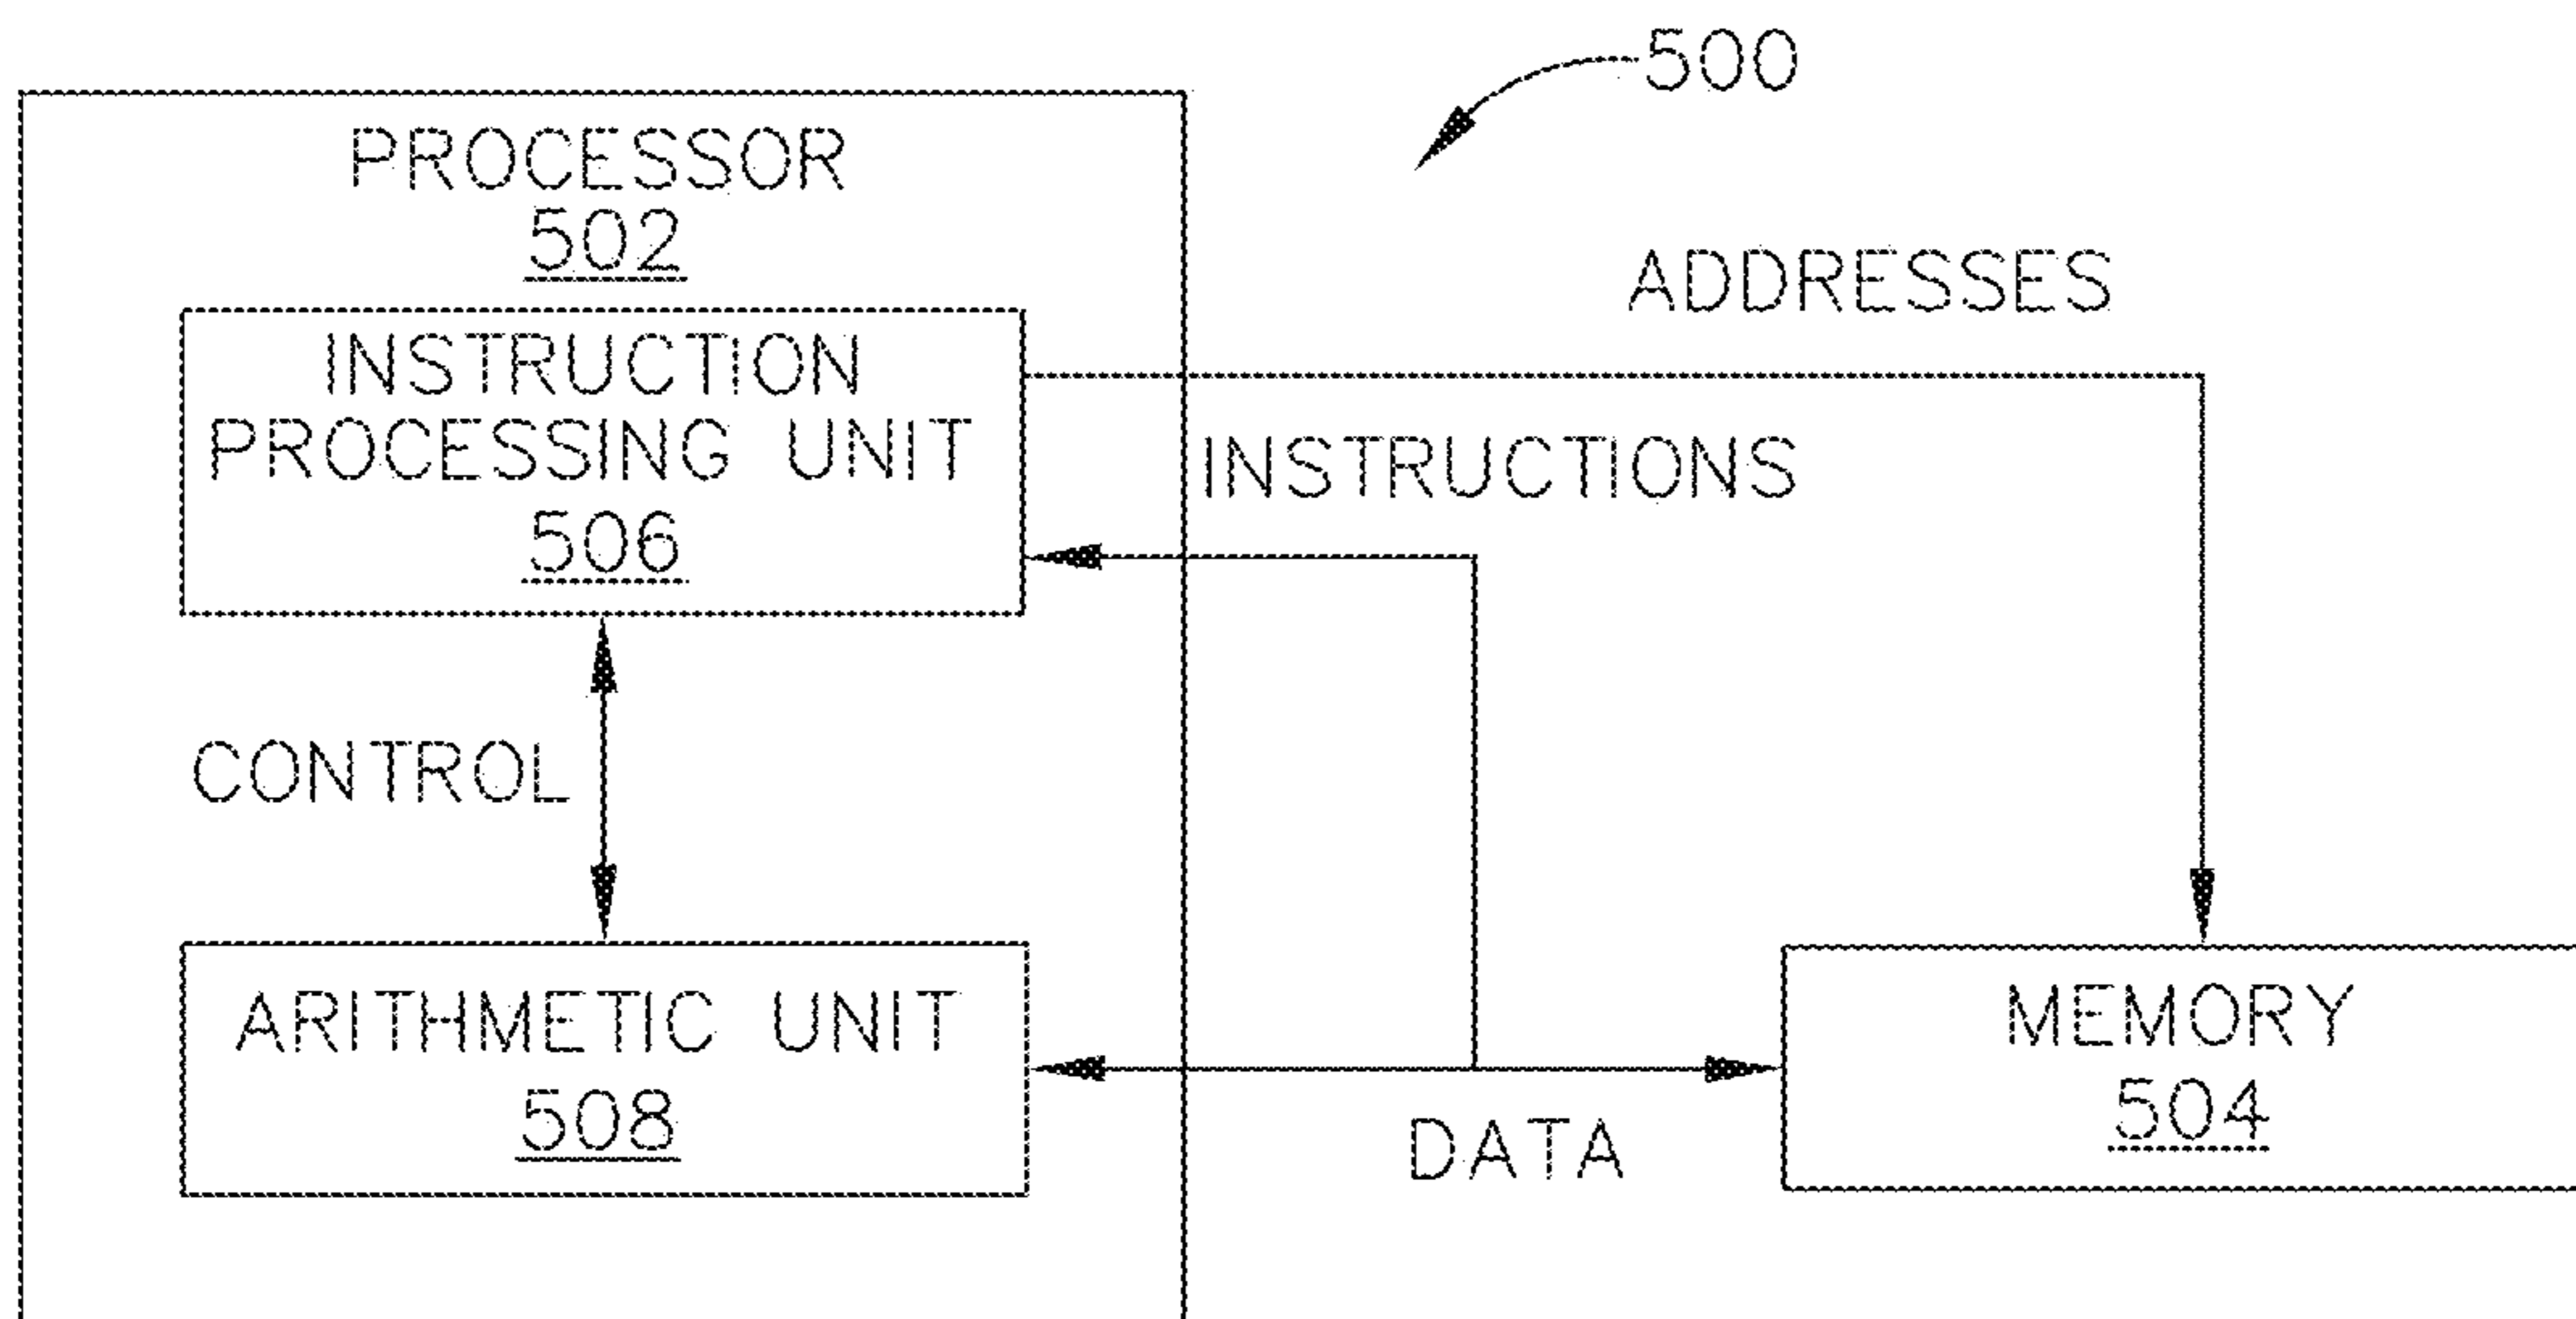 500
PROCESSOR
502
ADDRESSES
INSTRUCTION
PROCESSING UNIT
506
INSTRUCTIONS
CONTROL
ARITHMETIC UNIT
508
DATA
MEMORY
504